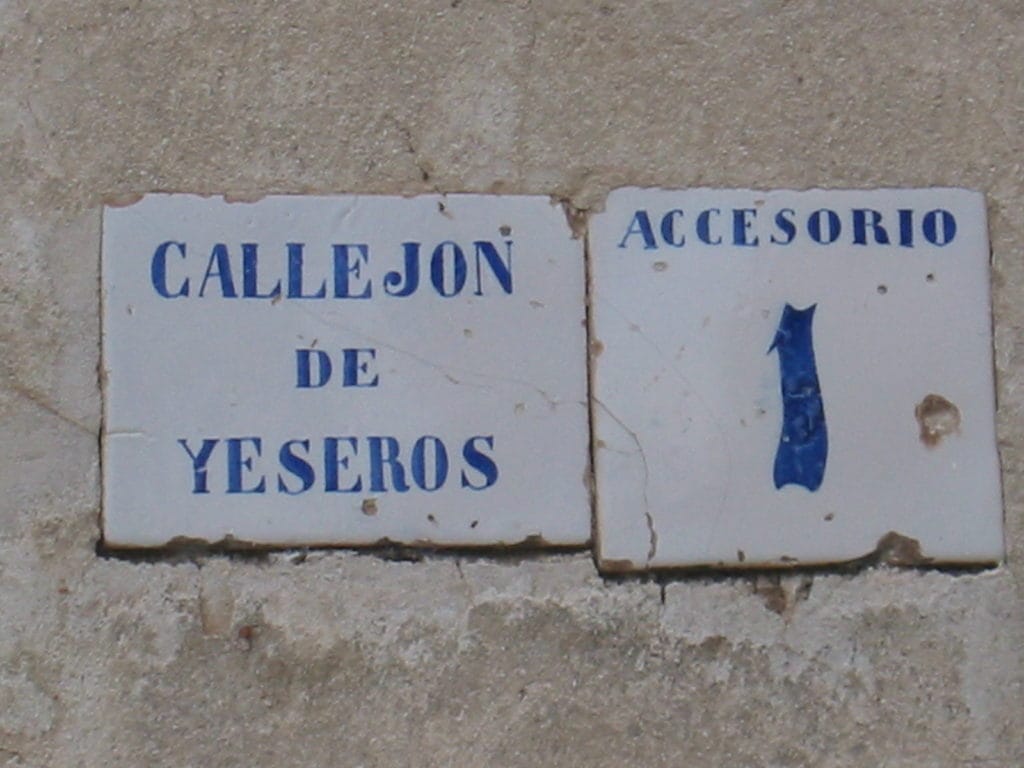 CALLEJON
DE
YESEROS
ACCESORIO
1